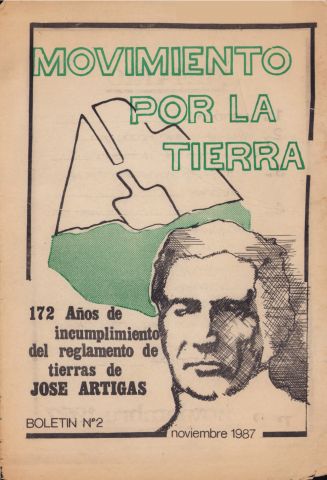 MOVIMIENTO
POR LA
TIERRA
172 Años de
incumplimiento
del reglamento de
tierras de
JOSE ARTIGAS
BOLETIN Nº2
noviembre 1987